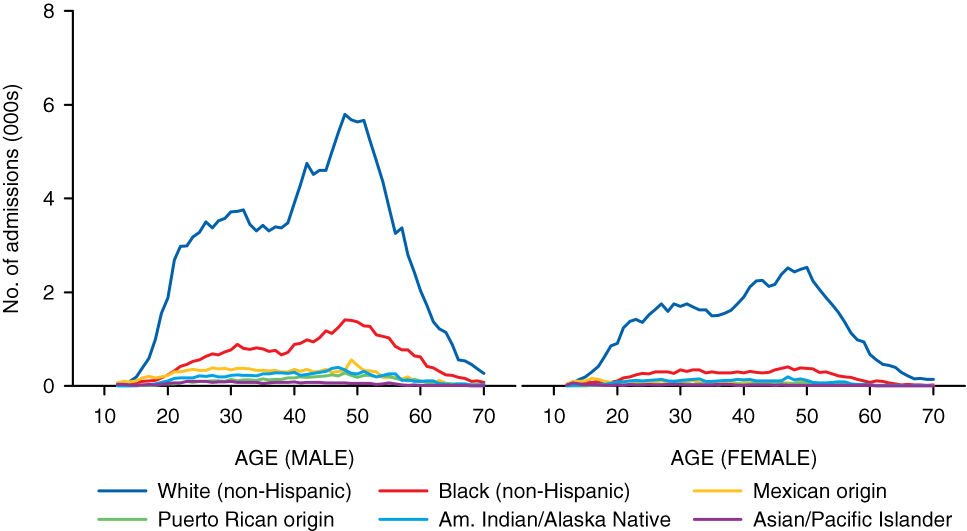 No. of admissions (000s)
8
6
4
2
0
10 20 30 40 50 60 70 10 20 30 40 50 60 70
AGE (MALE) AGE (FEMALE)
White (non-Hispanic) Black (non-Hispanic) Mexican origin
Puerto Rican origin Am. Indian/Alaska Native Asian/Pacific Islander